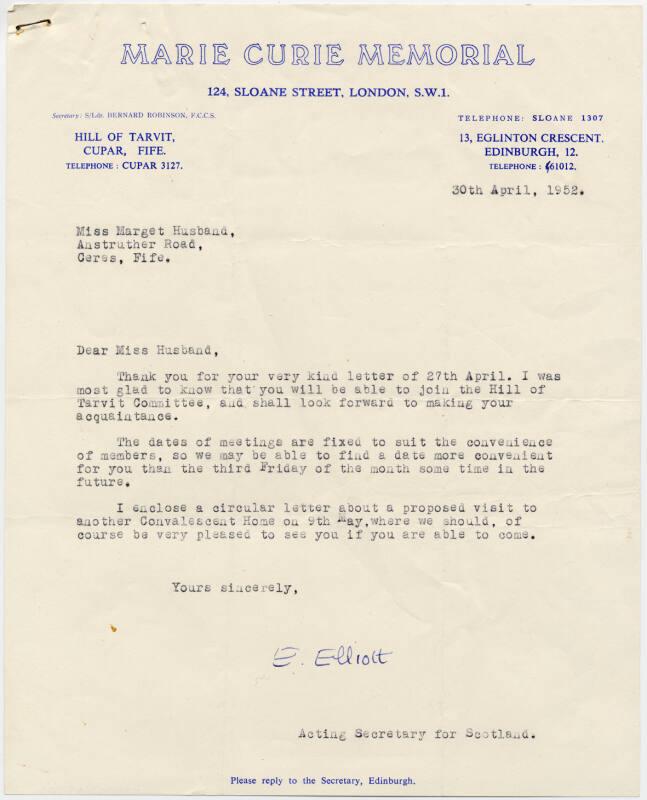 MARIE CURIE MEMORIAL
124, SLOANE STREET, LONDON, S.W.1.
Secretary: S/Ldr. BERNARD ROBINSON, F.C.C.S.
TELEPHONE: SLOANE 1307
HILL OF TARVIT,
CUPAR, FIFE.
TELEPHONE: CUPAR 3127.
13, EGLINTON CRESCENT.
EDINBURGH, 12.
TELEPHONE: 661012.
30th April, 1952.
Miss Marget Husband,
Anstruther Road,
Ceres, Fife.
Dear Miss Husband,
Thank you for your very kind letter of 27th April. I was
most glad to know that you will be able to join the Hill of
Tarvit Committee, and shall look forward to making your
acquaintance.
The dates of meetings are fixed to suit the convenience
of members, so we may be able to find a date more convenient
for you than the third Friday of the month some time in the
future.
I enclose a circular letter about a proposed visit to
another Convalescent Home on 9th May, where we should, of
course be very pleased to see you if you are able to come.
Yours sincerely,
E. Elliott
Acting Secretary for Scotland.
Please reply to the Secretary, Edinburgh.